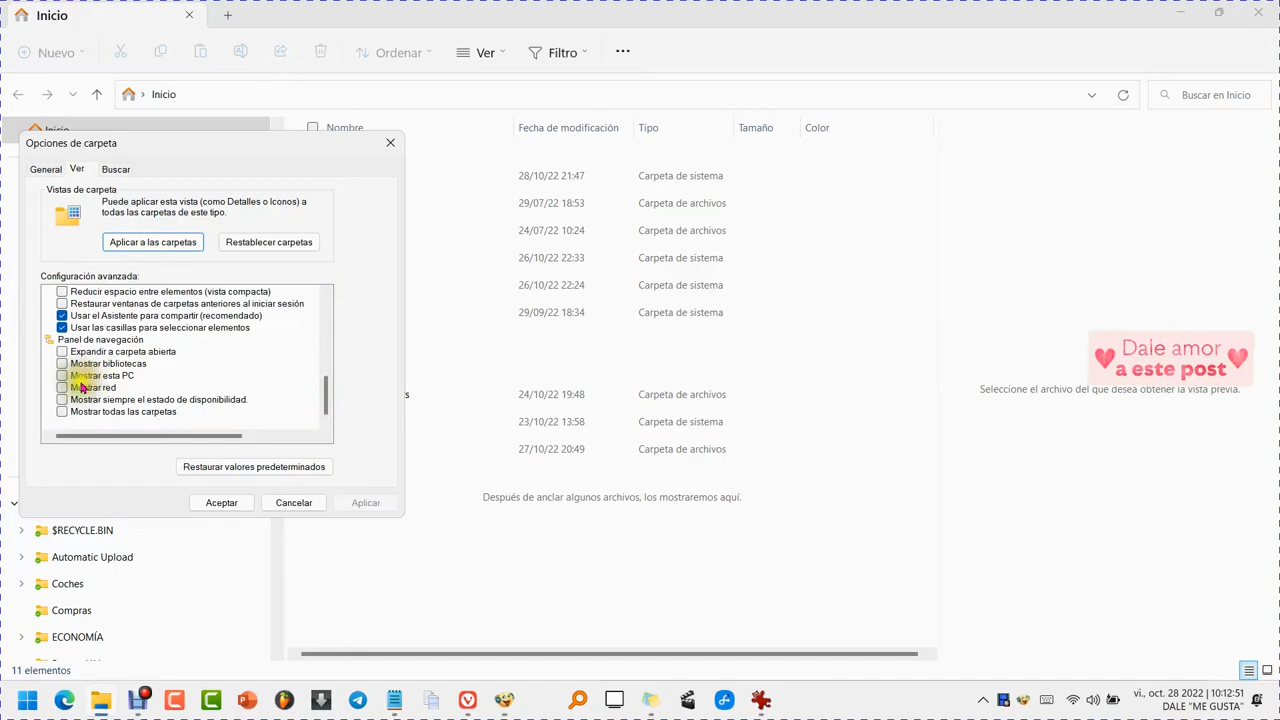 Inicio
Nuevo
Ordenar
Ver
Filtro
Inicio
Buscar en Inicio
Inicio
Nombre
Fecha de modificación
Tipo
Tamaño
Color
Opciones de carpeta
General
Ver
Buscar
Vistas de carpeta
Puede aplicar esta vista (como Detalles o Iconos) a
todas las carpetas de este tipo.
Aplicar a las carpetas
Restablecer carpetas
Configuración avanzada:
Reducir espacio entre elementos (vista compacta)
Restaurar ventanas de carpetas anteriores al iniciar sesión
Usar el Asistente para compartir (recomendado)
Usar las casillas para seleccionar elementos
Panel de navegación
Expandir a carpeta abierta
Mostrar bibliotecas
Mostrar esta PC
Mostrar red
Mostrar siempre el estado de disponibilidad.
Mostrar todas las carpetas
Restaurar valores predeterminados
Aceptar
Cancelar
Aplicar
28/10/22 21:47 Carpeta de sistema
29/07/22 18:53 Carpeta de archivos
24/07/22 10:24 Carpeta de archivos
26/10/22 22:33 Carpeta de sistema
26/10/22 22:24 Carpeta de sistema
29/09/22 18:34 Carpeta de sistema
24/10/22 19:48 Carpeta de archivos
23/10/22 13:58 Carpeta de sistema
27/10/22 20:49 Carpeta de archivos
Después de anclar algunos archivos, los mostraremos aquí.
Dale amor
a este post
Seleccione el archivo del que desea obtener la vista previa.
$RECYCLE.BIN
Automatic Upload
Coches
Compras
ECONOMÍA
11 elementos
vi., oct. 28 2022 | 10:12:51
DALE "ME GUSTA"